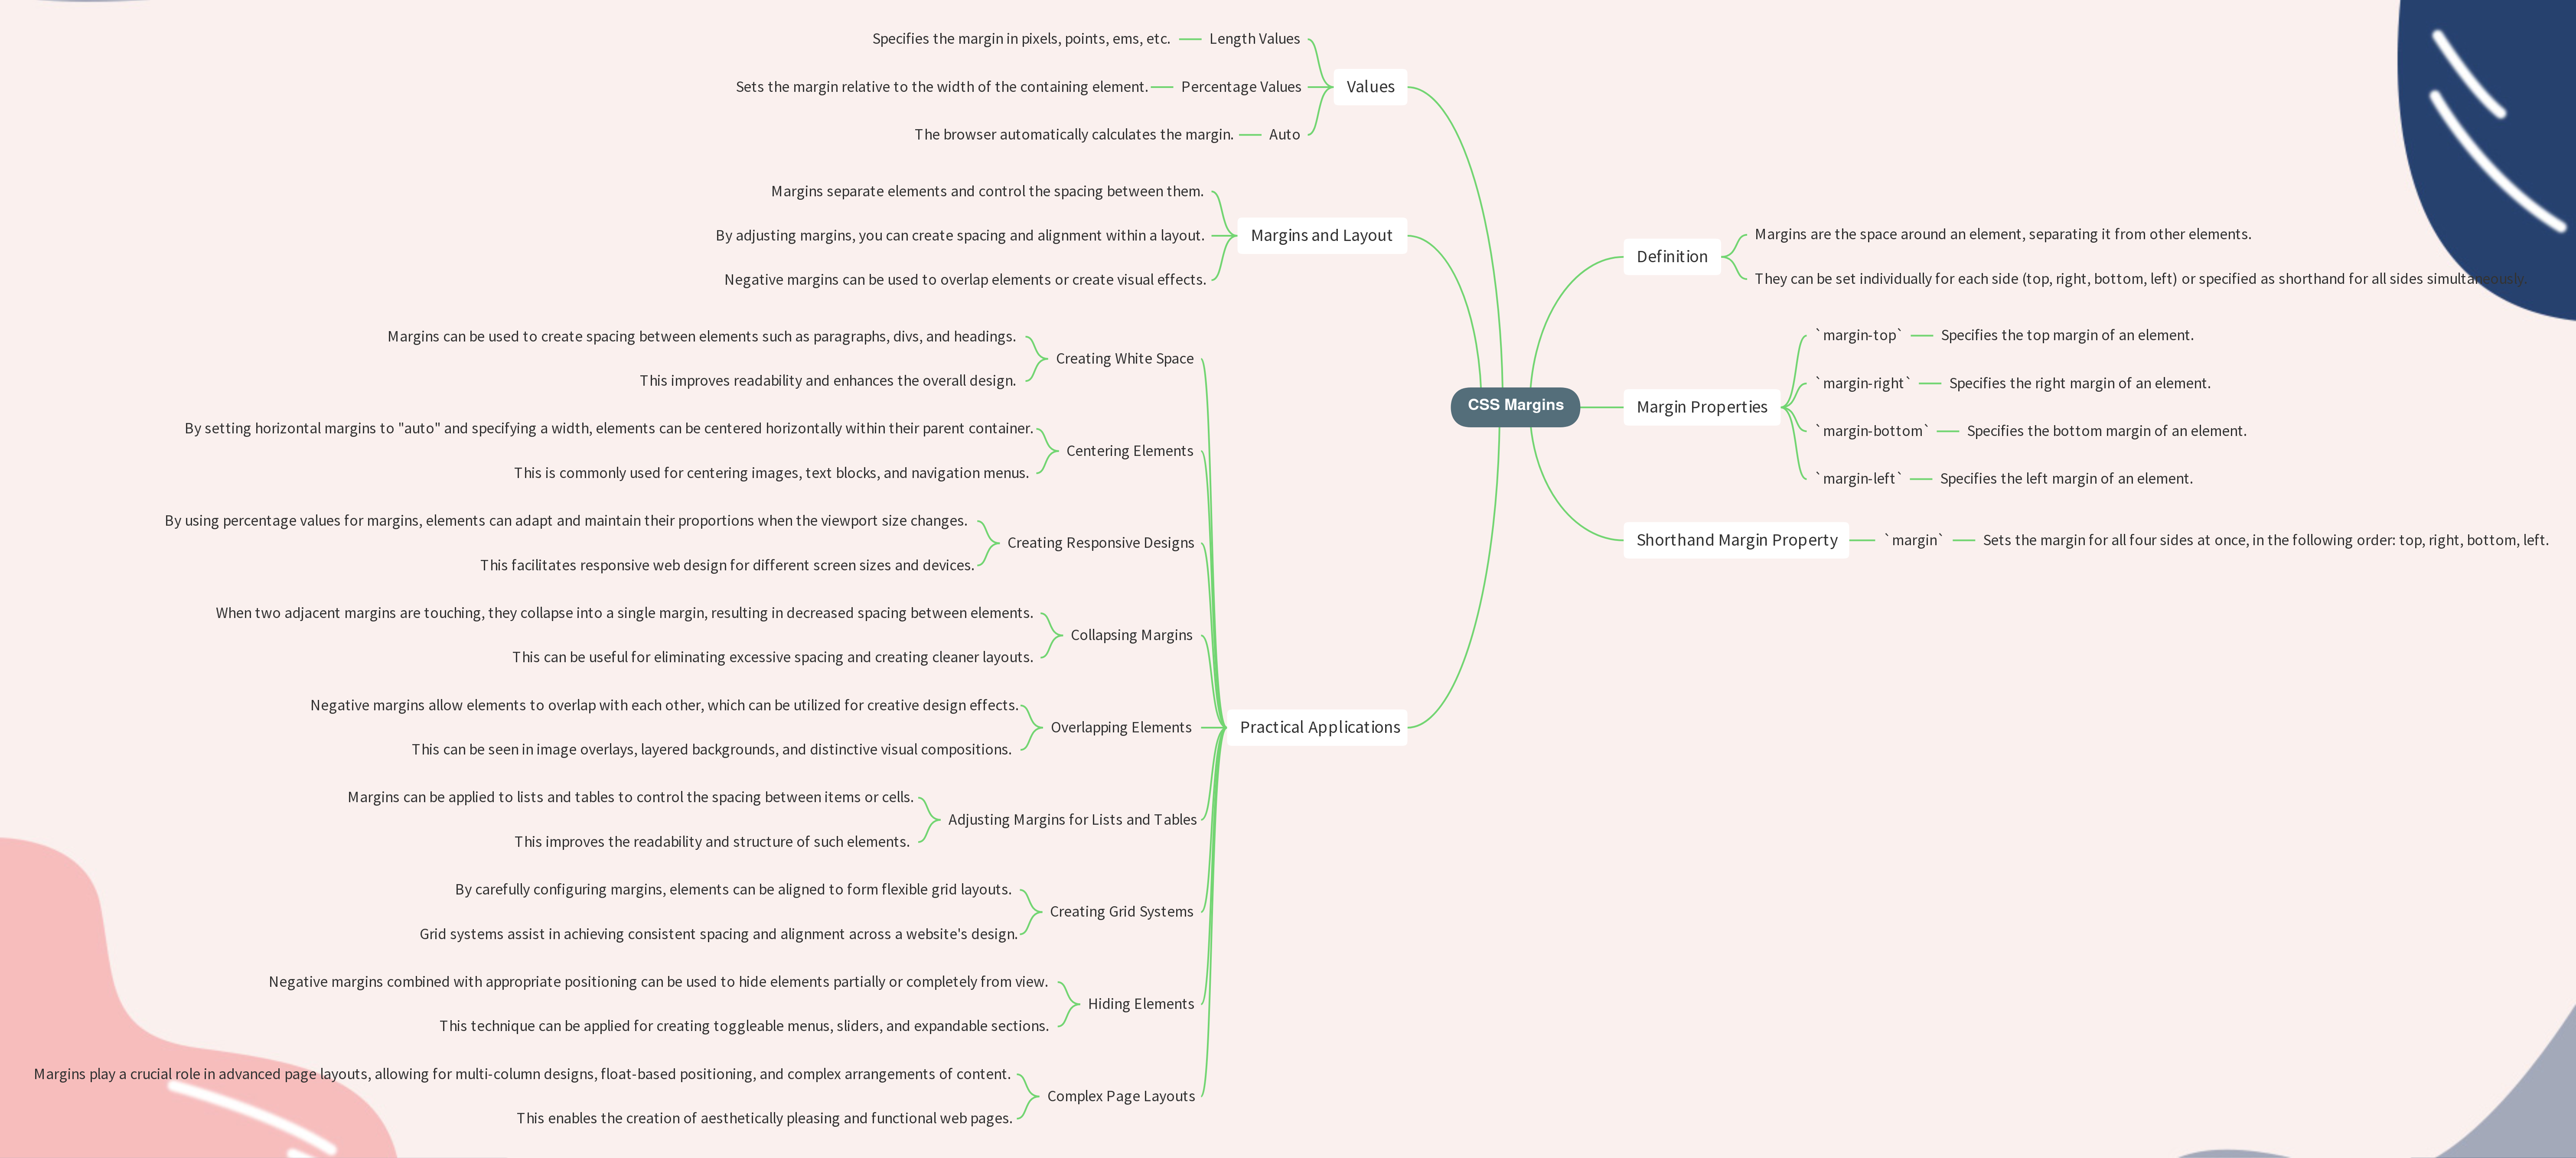 CSS Margins
Definition
Margins are the space around an element, separating it from other elements.
They can be set individually for each side (top, right, bottom, left) or specified as shorthand for all sides simultaneously.
Margin Properties
`margin-top`
Specifies the top margin of an element.
`margin-right`
Specifies the right margin of an element.
`margin-bottom`
Specifies the bottom margin of an element.
`margin-left`
Specifies the left margin of an element.
Shorthand Margin Property
`margin`
Sets the margin for all four sides at once, in the following order: top, right, bottom, left.
Values
Length Values
Specifies the margin in pixels, points, ems, etc.
Percentage Values
Sets the margin relative to the width of the containing element.
Auto
The browser automatically calculates the margin.
Margins and Layout
Margins separate elements and control the spacing between them.
By adjusting margins, you can create spacing and alignment within a layout.
Negative margins can be used to overlap elements or create visual effects.
Practical Applications
Creating White Space
Margins can be used to create spacing between elements such as paragraphs, divs, and headings.
This improves readability and enhances the overall design.
Centering Elements
By setting horizontal margins to "auto" and specifying a width, elements can be centered horizontally within their parent container.
This is commonly used for centering images, text blocks, and navigation menus.
Creating Responsive Designs
By using percentage values for margins, elements can adapt and maintain their proportions when the viewport size changes.
This facilitates responsive web design for different screen sizes and devices.
Collapsing Margins
When two adjacent margins are touching, they collapse into a single margin, resulting in decreased spacing between elements.
This can be useful for eliminating excessive spacing and creating cleaner layouts.
Overlapping Elements
Negative margins allow elements to overlap with each other, which can be utilized for creative design effects.
This can be seen in image overlays, layered backgrounds, and distinctive visual compositions.
Adjusting Margins for Lists and Tables
Margins can be applied to lists and tables to control the spacing between items or cells.
This improves the readability and structure of such elements.
Creating Grid Systems
By carefully configuring margins, elements can be aligned to form flexible grid layouts.
Grid systems assist in achieving consistent spacing and alignment across a website's design.
Hiding Elements
Negative margins combined with appropriate positioning can be used to hide elements partially or completely from view.
This technique can be applied for creating toggleable menus, sliders, and expandable sections.
Complex Page Layouts
Margins play a crucial role in advanced page layouts, allowing for multi-column designs, float-based positioning, and complex arrangements of content.
This enables the creation of aesthetically pleasing and functional web pages.